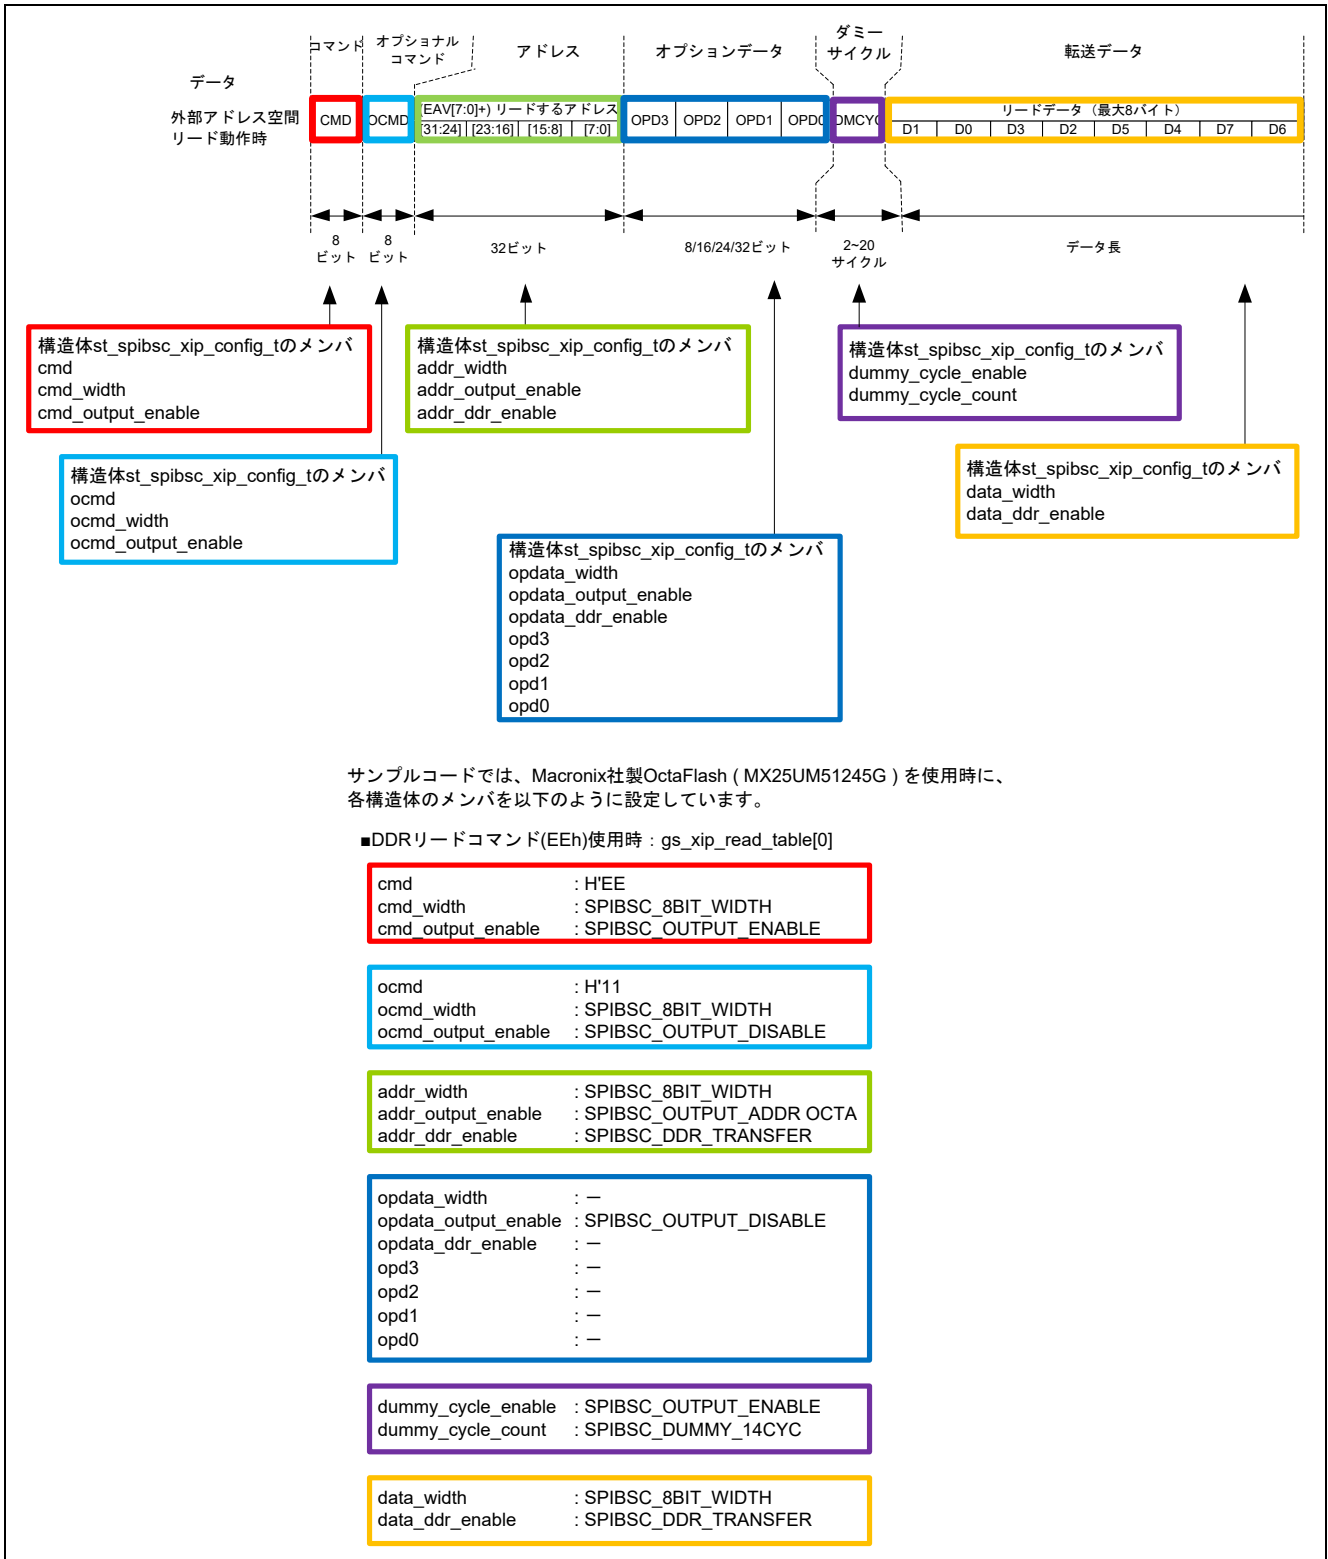 コマンド
オプショナル
コマンド
アドレス
オプションデータ
ダミー
サイクル
転送データ
データ
外部アドレス空間
リード動作時
CMD
OCMD
(EAV[7:0]+) リードするアドレス
[31:24] [23:16] [15:8] [7:0]
OPD3 OPD2 OPD1 OPD0
DMCYC
リードデータ（最大8バイト）
D1 D0 D3 D2 D5 D4 D7 D6
8
ビット
8
ビット
32ビット
8/16/24/32ビット
2~20
サイクル
データ長
構造体st_spibsc_xip_config_tのメンバ
cmd
cmd_width
cmd_output_enable
構造体st_spibsc_xip_config_tのメンバ
addr_width
addr_output_enable
addr_ddr_enable
構造体st_spibsc_xip_config_tのメンバ
dummy_cycle_enable
dummy_cycle_count
構造体st_spibsc_xip_config_tのメンバ
ocmd
ocmd_width
ocmd_output_enable
構造体st_spibsc_xip_config_tのメンバ
data_width
data_ddr_enable
構造体st_spibsc_xip_config_tのメンバ
opdata_width
opdata_output_enable
opdata_ddr_enable
opd3
opd2
opd1
opd0
サンプルコードでは、Macronix社製OctaFlash ( MX25UM51245G ) を使用時に、
各構造体のメンバを以下のように設定しています。
■DDRリードコマンド(EEh)使用時：gs_xip_read_table[0]
cmd : H'EE
cmd_width : SPIBSC_8BIT_WIDTH
cmd_output_enable : SPIBSC_OUTPUT_ENABLE
ocmd : H'11
ocmd_width : SPIBSC_8BIT_WIDTH
ocmd_output_enable : SPIBSC_OUTPUT_DISABLE
addr_width : SPIBSC_8BIT_WIDTH
addr_output_enable : SPIBSC_OUTPUT_ADDR OCTA
addr_ddr_enable : SPIBSC_DDR_TRANSFER
opdata_width : ー
opdata_output_enable : SPIBSC_OUTPUT_DISABLE
opdata_ddr_enable : ー
opd3 : ー
opd2 : ー
opd1 : ー
opd0 : ー
dummy_cycle_enable : SPIBSC_OUTPUT_ENABLE
dummy_cycle_count : SPIBSC_DUMMY_14CYC
data_width : SPIBSC_8BIT_WIDTH
data_ddr_enable : SPIBSC_DDR_TRANSFER